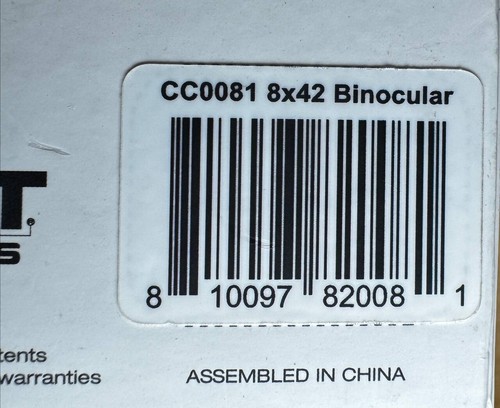 CC0081 8x42 Binocular
8 10097 82008 1
T.
S
tents
warranties
ASSEMBLED IN CHINA